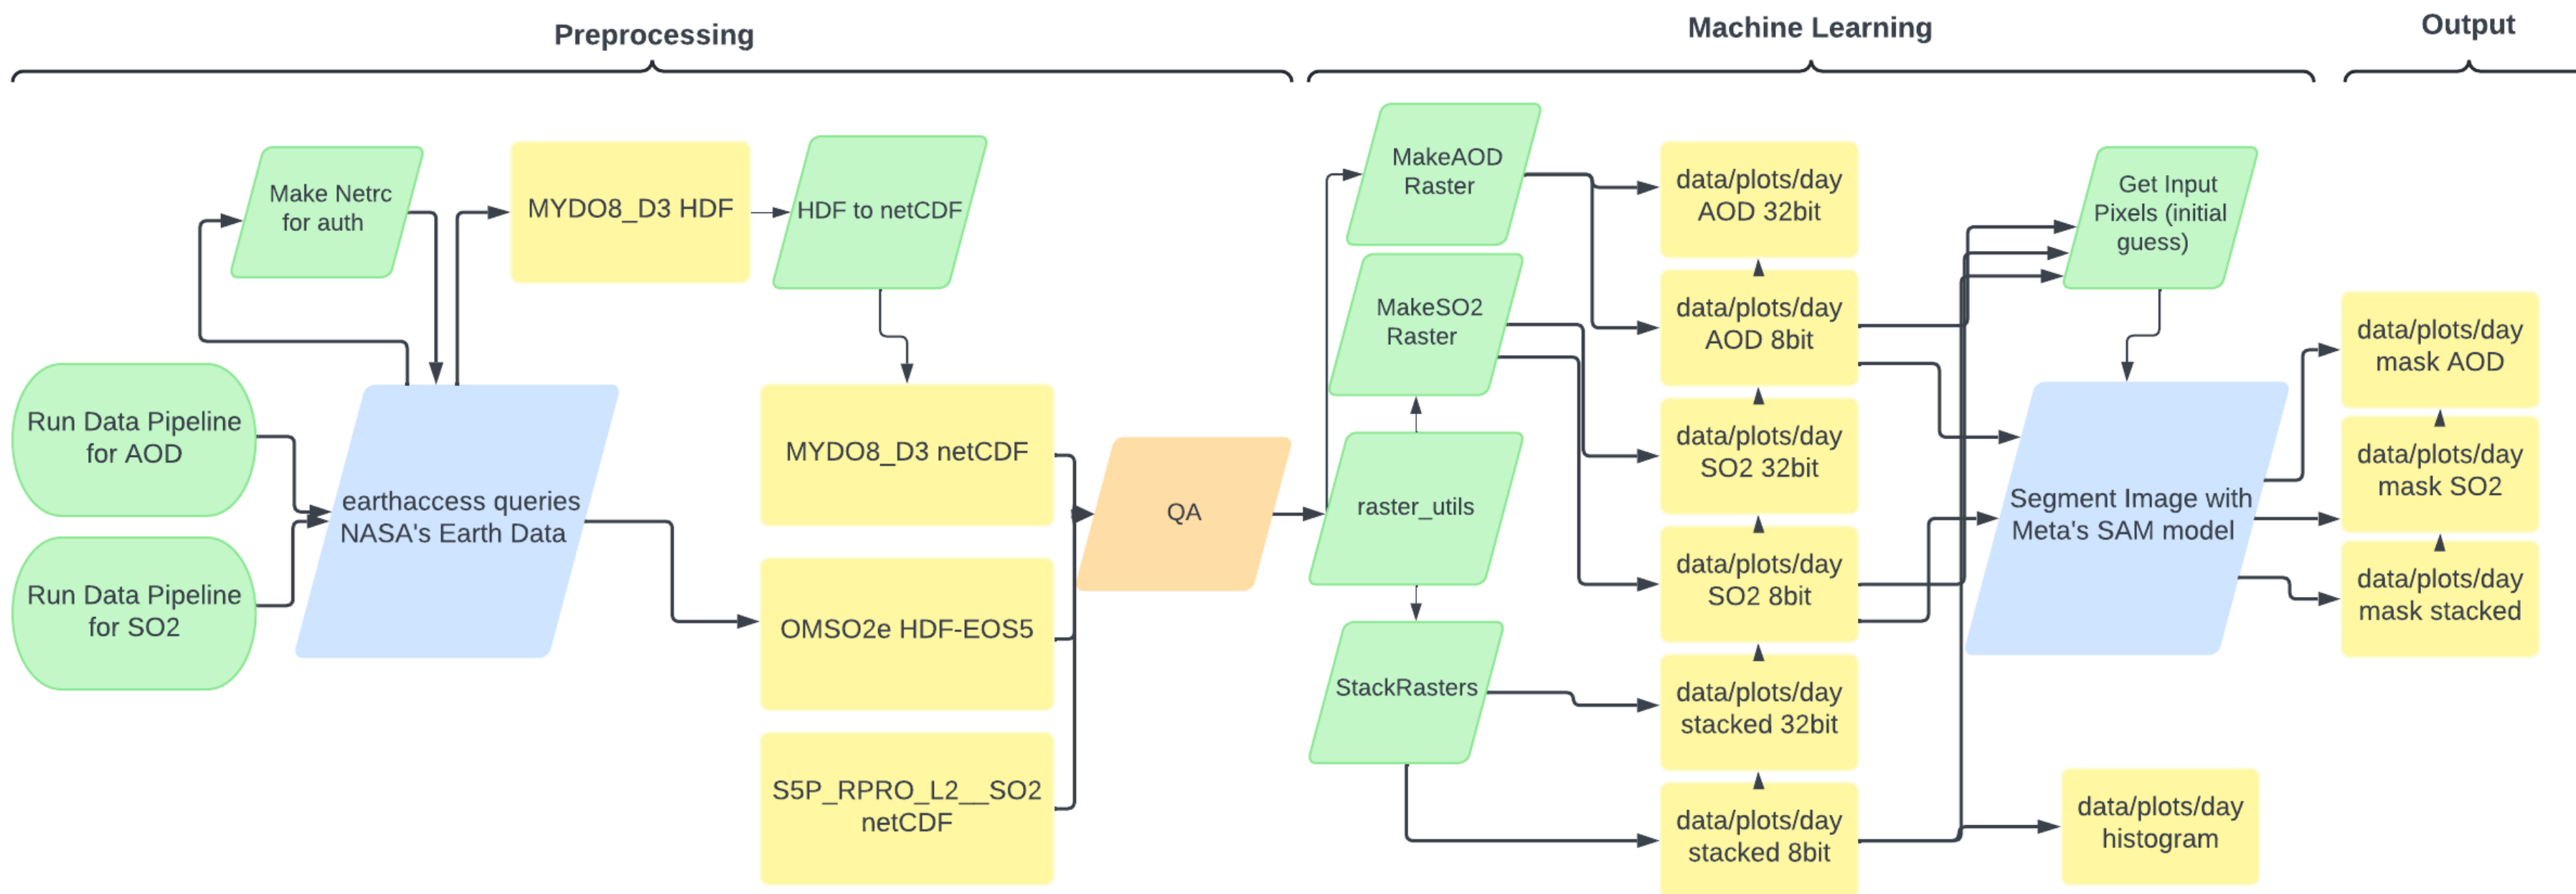 Preprocessing
Machine Learning
Output
Make Netrc
for auth
MYDO8_D3 HDF
HDF to netCDF
Run Data Pipeline
for AOD
Run Data Pipeline
for SO2
earthaccess queries
NASA's Earth Data
MYDO8_D3 netCDF
OMSO2e HDF-EOS5
S5P_RPRO_L2__SO2
netCDF
QA
MakeAOD
Raster
MakeSO2
Raster
raster_utils
StackRasters
data/plots/day
AOD 32bit
data/plots/day
AOD 8bit
data/plots/day
SO2 32bit
data/plots/day
SO2 8bit
data/plots/day
stacked 32bit
data/plots/day
stacked 8bit
Get Input
Pixels (initial
guess)
Segment Image with
Meta's SAM model
data/plots/day
histogram
data/plots/day
mask AOD
data/plots/day
mask SO2
data/plots/day
mask stacked